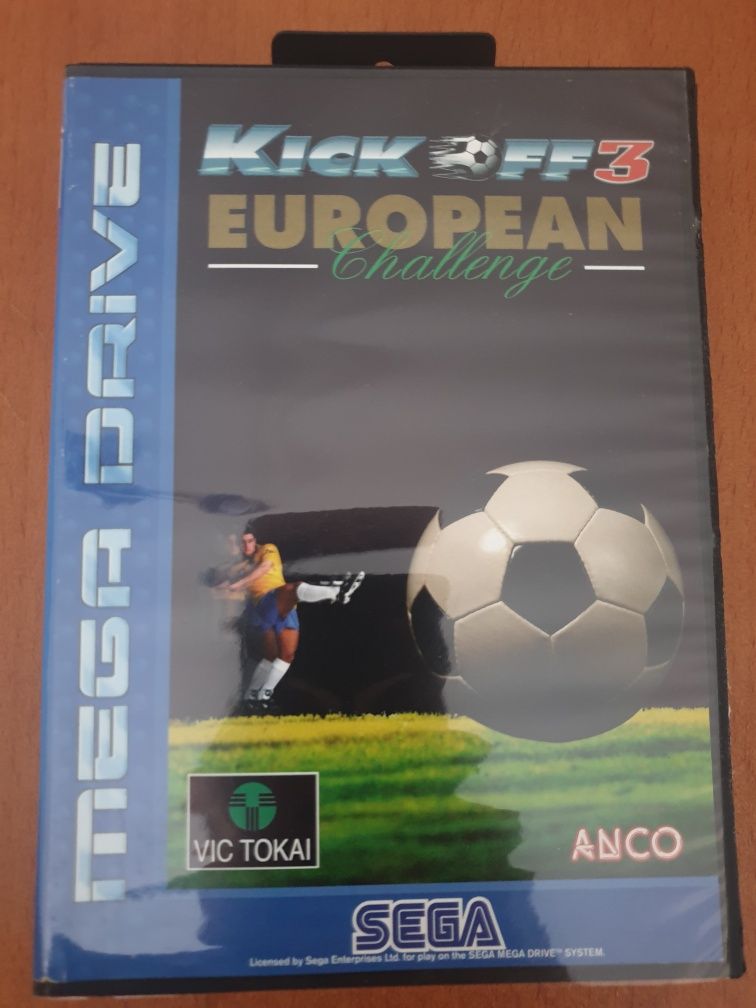 KICK OFF 3
EUROPEAN
Challenge
MEGA DRIVE
VIC TOKAI
ANCO
SEGA
Licensed by Sega Enterprises Ltd. for play on the SEGA MEGA DRIVE™ SYSTEM.